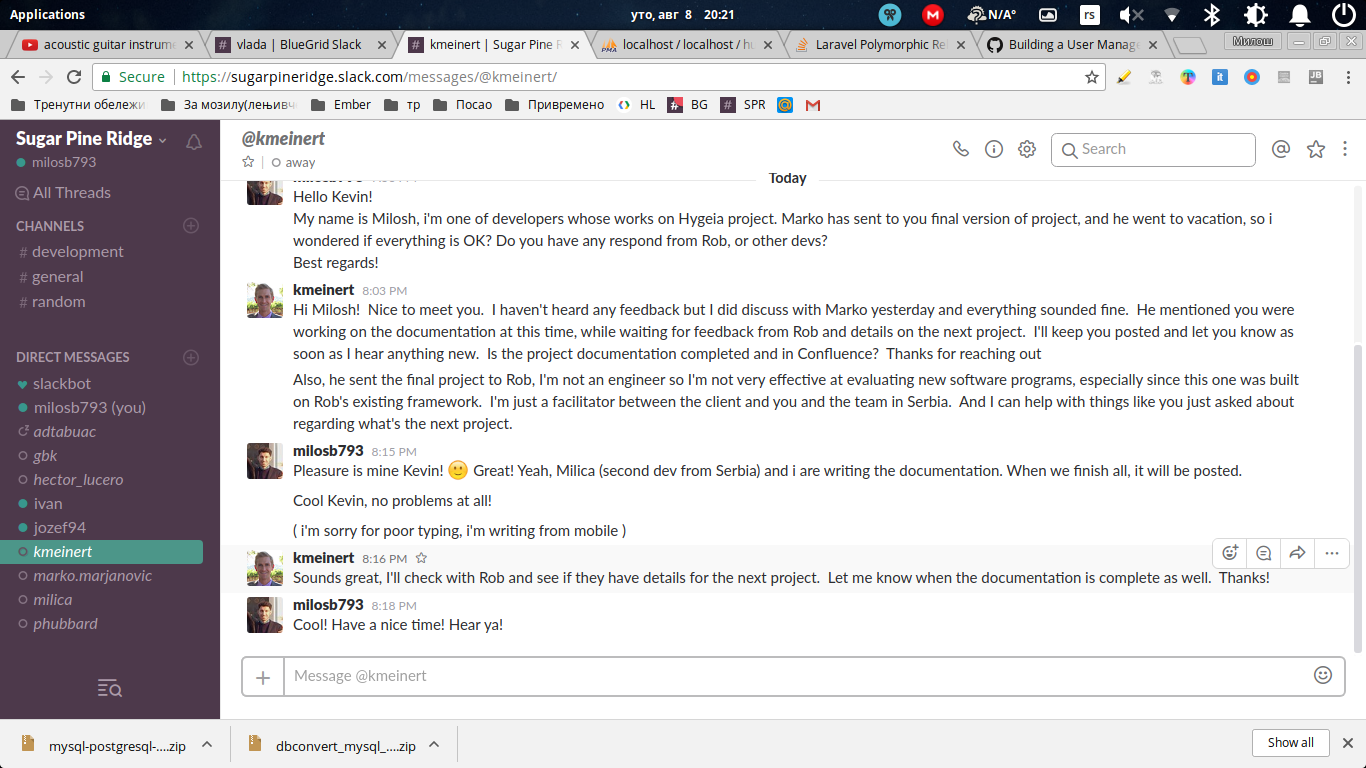 Applications
уто, авг 8 20:21
N/A°
rs
acoustic guitar instrume
vlada | BlueGrid Slack
kmeinert | Sugar Pine R
localhost / localhost / hu
Laravel Polymorphic Re
Building a User Manage
Милош
Secure
https://sugarpineridge.slack.com/messages/@kmeinert/
Тренутни обележи
За мозилу(лењивч
Ember
тр
Посао
Привремено
HL
BG
SPR
Sugar Pine Ridge
milosb793
All Threads
CHANNELS
# development
# general
# random
DIRECT MESSAGES
slackbot
milosb793 (you)
adtabuac
gbk
hector_lucero
ivan
jozef94
kmeinert
marko.marjanovic
milica
phubbard
@kmeinert
away
Search
Today
Hello Kevin!
My name is Milosh, i'm one of developers whose works on Hygeia project. Marko has sent to you final version of project, and he went to vacation, so i
wondered if everything is OK? Do you have any respond from Rob, or other devs?
Best regards!
kmeinert 8:03 PM
Hi Milosh! Nice to meet you. I haven't heard any feedback but I did discuss with Marko yesterday and everything sounded fine. He mentioned you were
working on the documentation at this time, while waiting for feedback from Rob and details on the next project. I'll keep you posted and let you know as
soon as I hear anything new. Is the project documentation completed and in Confluence? Thanks for reaching out
Also, he sent the final project to Rob, I'm not an engineer so I'm not very effective at evaluating new software programs, especially since this one was built
on Rob's existing framework. I'm just a facilitator between the client and you and the team in Serbia. And I can help with things like you just asked about
regarding what's the next project.
milosb793 8:15 PM
Pleasure is mine Kevin! 🙂 Great! Yeah, Milica (second dev from Serbia) and i are writing the documentation. When we finish all, it will be posted.
Cool Kevin, no problems at all!
( i'm sorry for poor typing, i'm writing from mobile )
kmeinert 8:16 PM
Sounds great, I'll check with Rob and see if they have details for the next project. Let me know when the documentation is complete as well. Thanks!
milosb793 8:18 PM
Cool! Have a nice time! Hear ya!
Message @kmeinert
mysql-postgresql-....zip
dbconvert_mysql_....zip
Show all